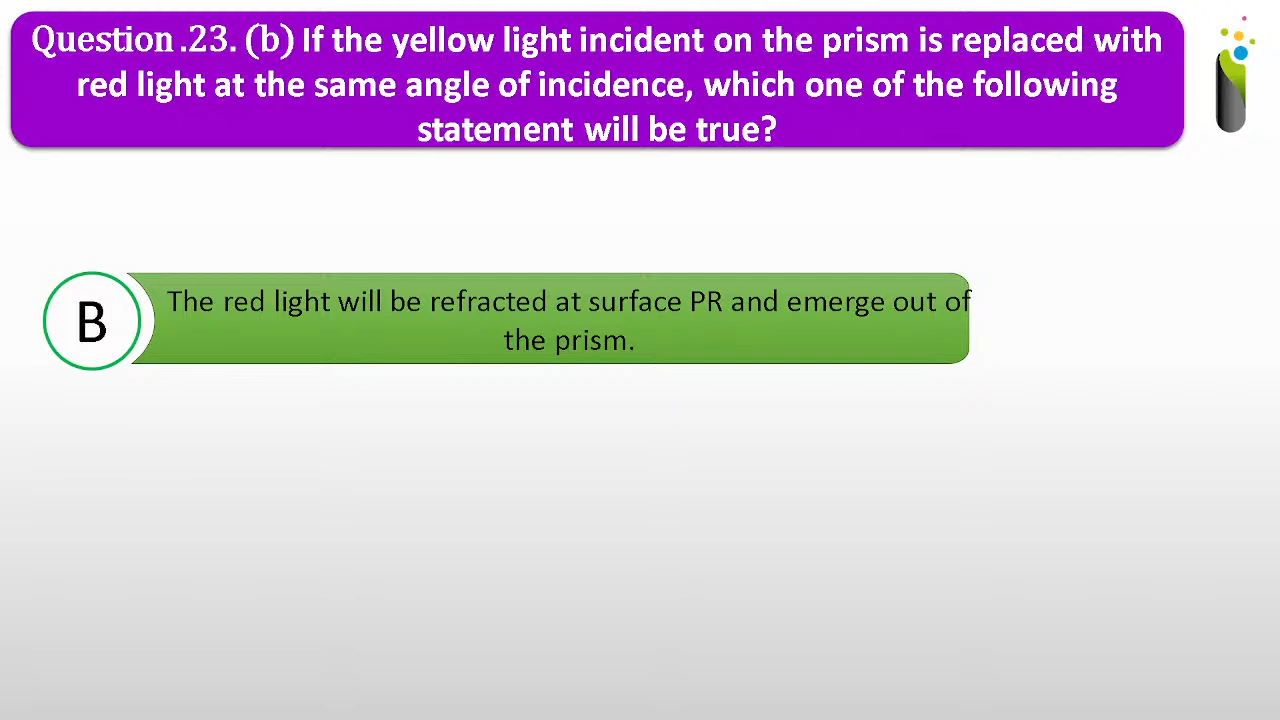 Question .23. (b) If the yellow light incident on the prism is replaced with
red light at the same angle of incidence, which one of the following
statement will be true?
B
The red light will be refracted at surface PR and emerge out of
the prism.